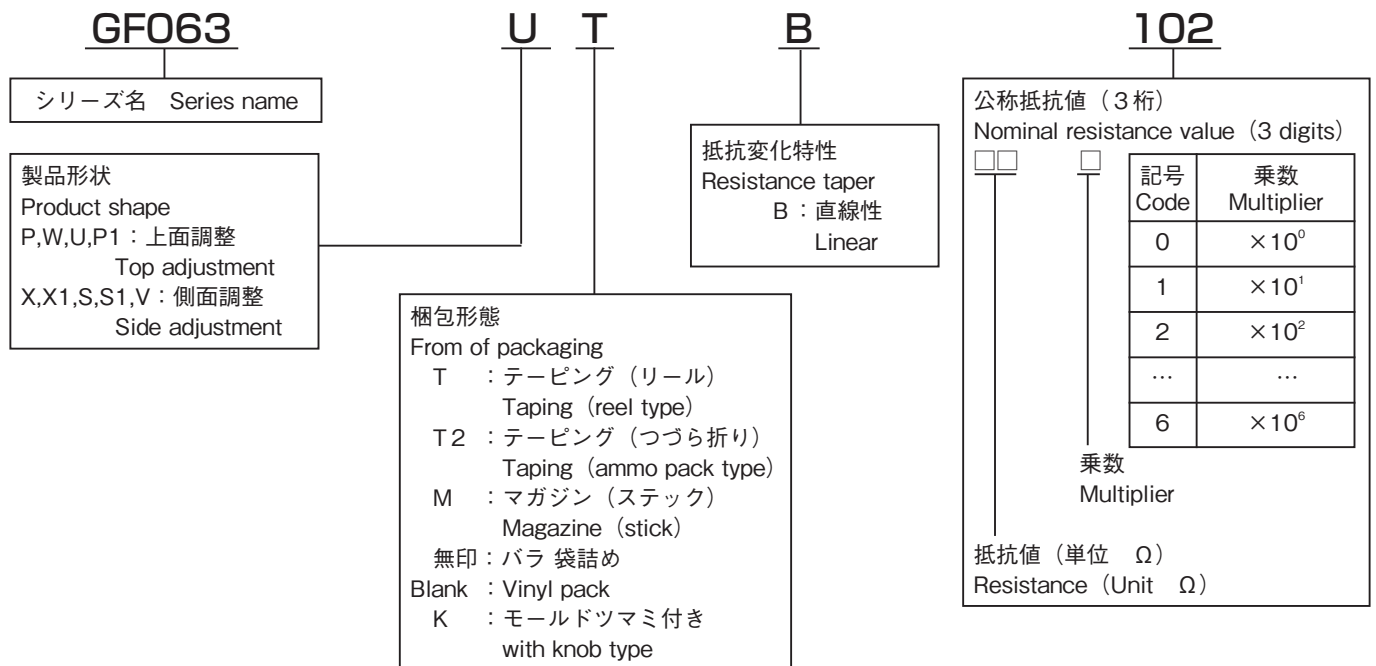 GF063 U T B 102
シリーズ名 Series name
製品形状
Product shape
P,W,U,P1：上面調整
Top adjustment
X,X1,S,S1,V：側面調整
Side adjustment
梱包形態
From of packaging
T ：テーピング（リール）
Taping（reel type）
T2 ：テーピング（つづら折り）
Taping（ammo pack type）
M ：マガジン（ステック）
Magazine（stick）
無印：バラ 袋詰め
Blank ：Vinyl pack
K ：モールドツマミ付き
with knob type
抵抗変化特性
Resistance taper
B：直線性
Linear
公称抵抗値（３桁）
Nominal resistance value（3 digits）
□□ □
記号 乗数
Code Multiplier
0 ×10⁰
1 ×10¹
2 ×10²
… …
6 ×10⁶
乗数
Multiplier
抵抗値（単位 Ω）
Resistance（Unit Ω）